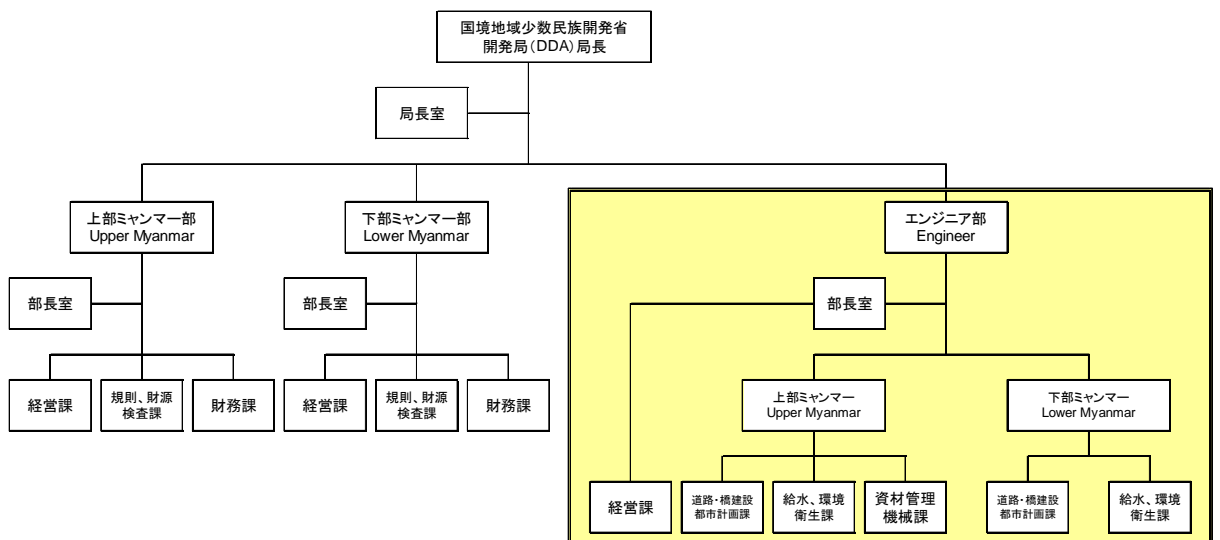 国境地域少数民族開発省
開発局(DDA)局長
局長室
上部ミャンマー部
Upper Myanmar
下部ミャンマー部
Lower Myanmar
エンジニア部
Engineer
部長室
部長室
部長室
経営課
規則、財源
検査課
財務課
経営課
規則、財源
検査課
財務課
上部ミャンマー
Upper Myanmar
下部ミャンマー
Lower Myanmar
経営課
道路・橋建設
都市計画課
給水、環境
衛生課
資材管理
機械課
道路・橋建設
都市計画課
給水、環境
衛生課